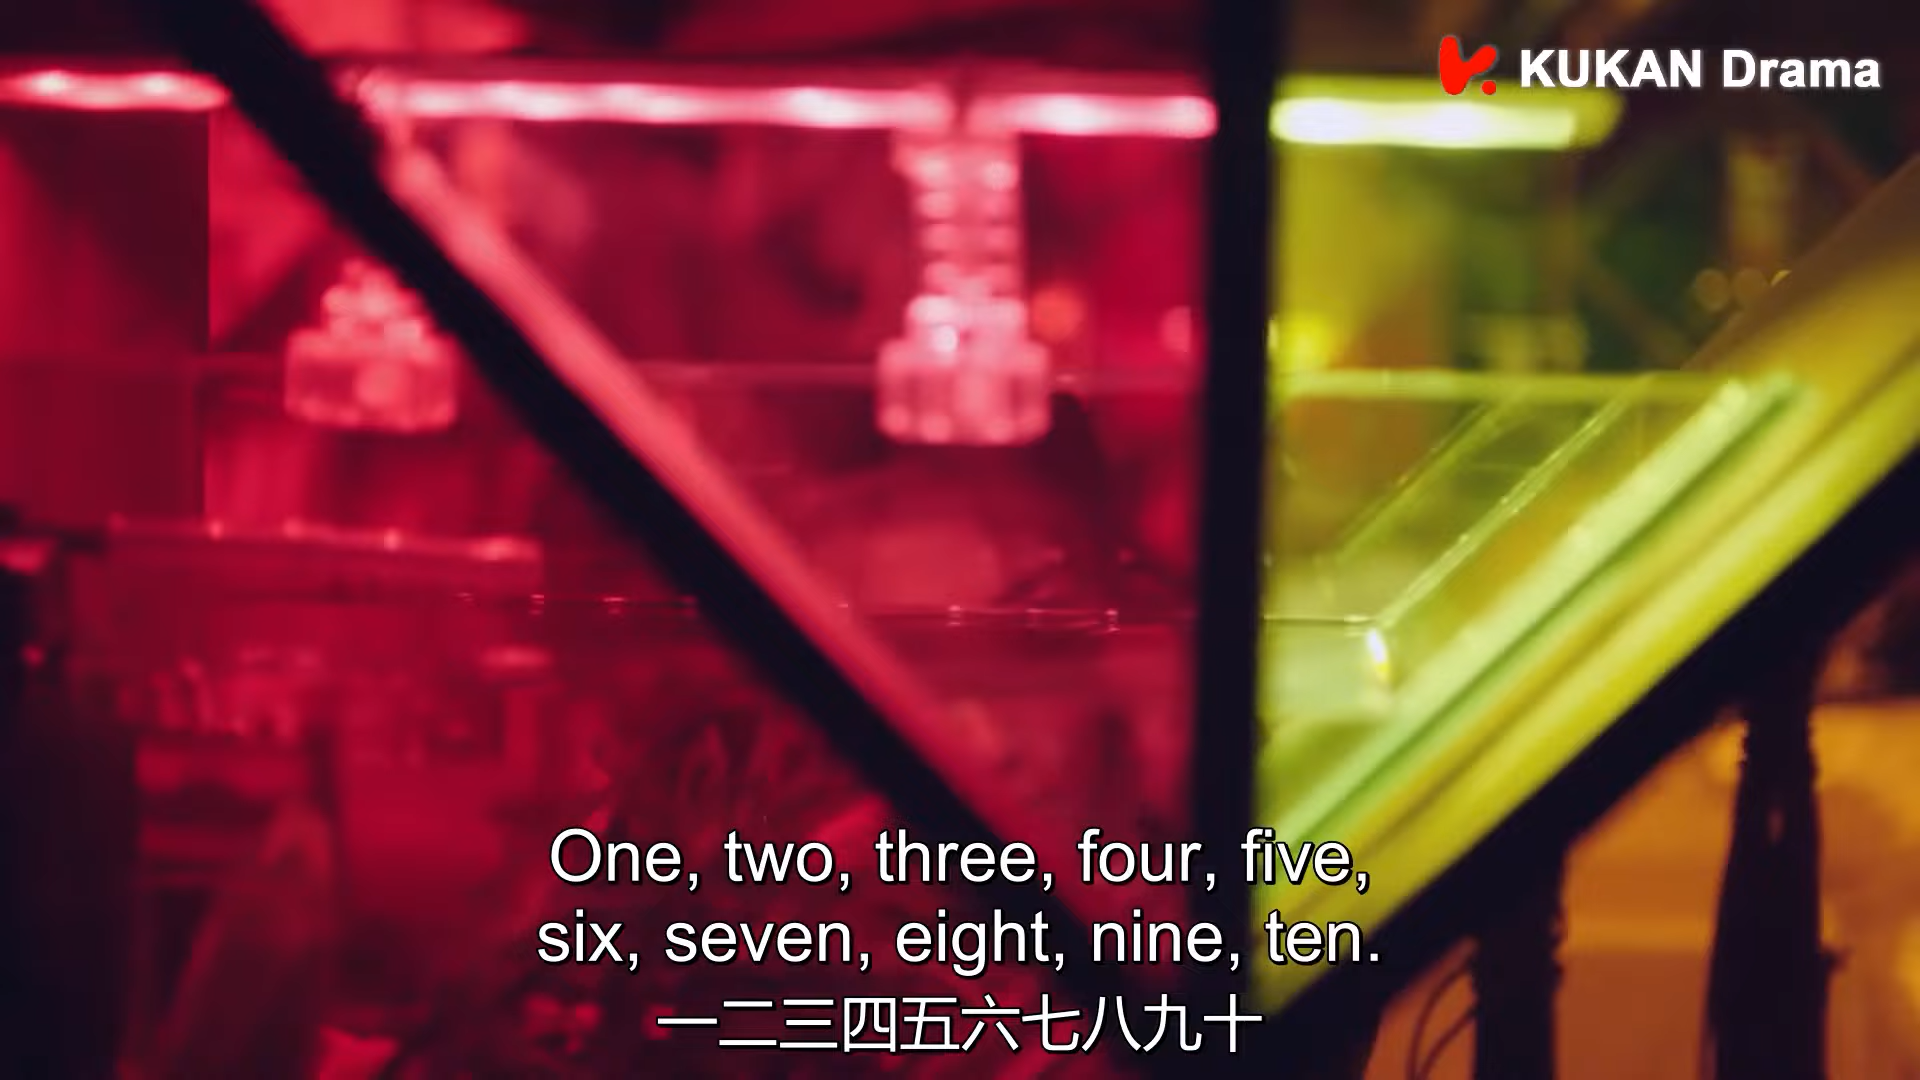 KUKAN Drama
One, two, three, four, five,
six, seven, eight, nine, ten.
一二三四五六七八九十